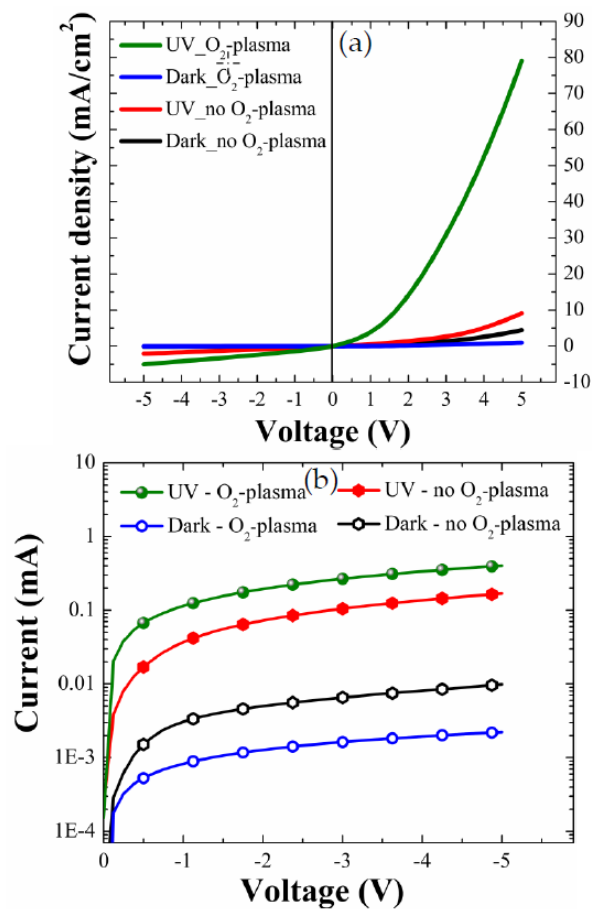 (a)
UV_O2-plasma
Dark_O2-plasma
UV_no O2-plasma
Dark_no O2-plasma
Current density (mA/cm²)
90
80
70
60
50
40
30
20
10
0
-10
-5 -4 -3 -2 -1 0 1 2 3 4 5
Voltage (V)
(b)
UV - O2-plasma UV - no O2-plasma
Dark - O2-plasma Dark - no O2-plasma
Current (mA)
10
1
0.1
0.01
1E-3
1E-4
0 -1 -2 -3 -4 -5
Voltage (V)